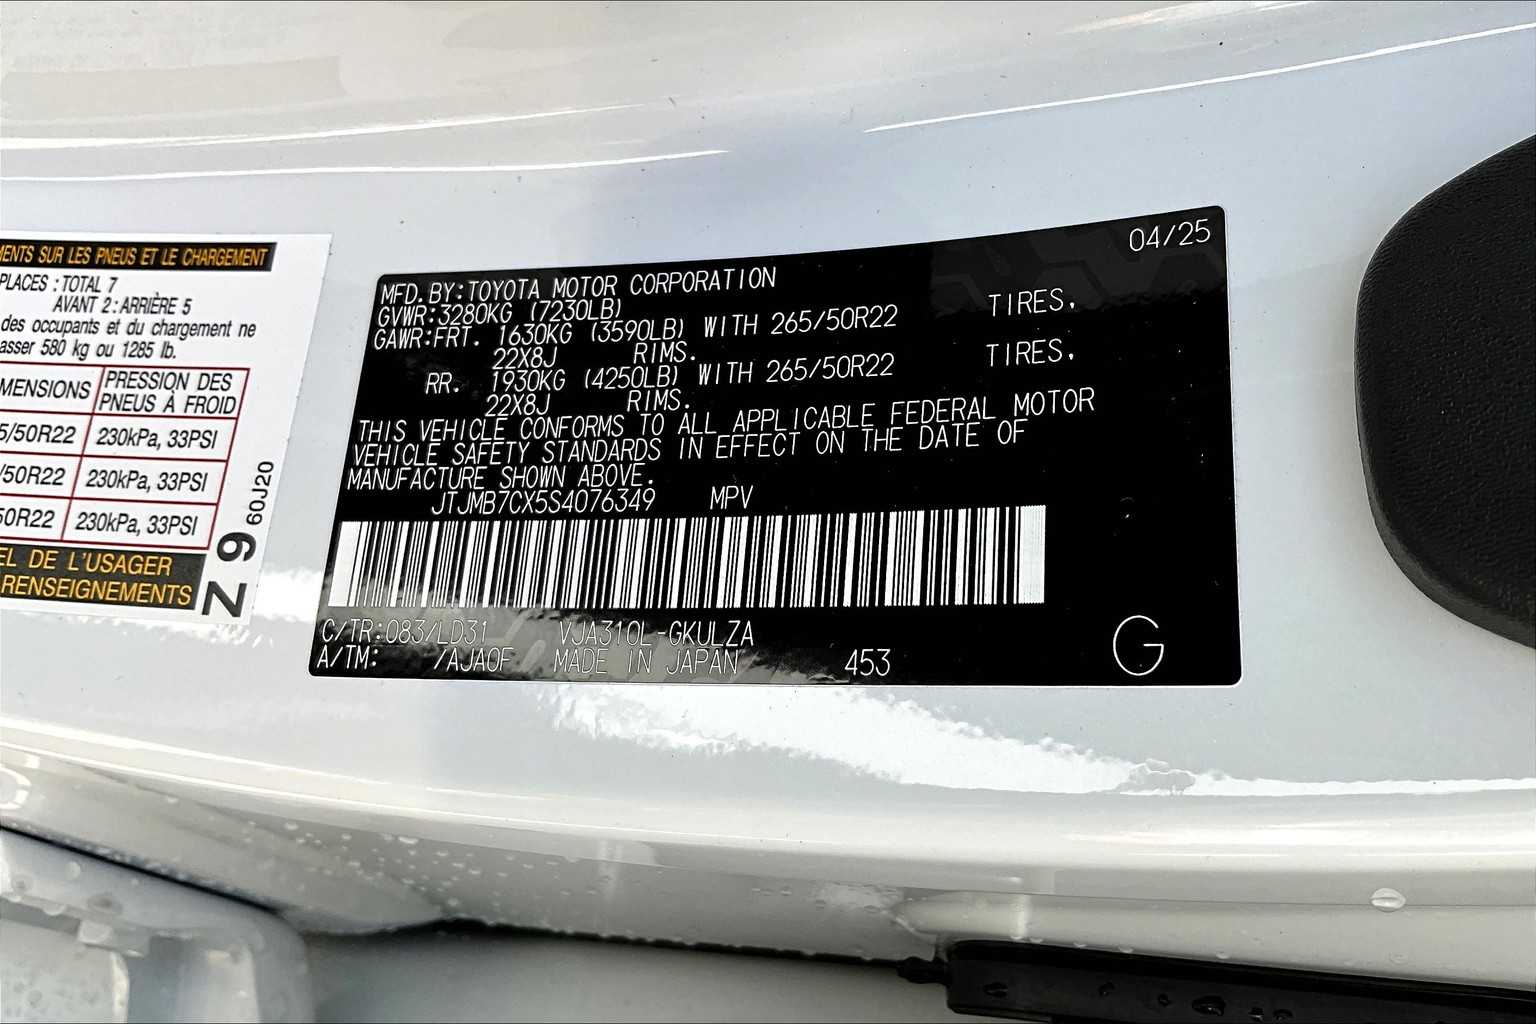 MENTS SUR LES PNEUS ET LE CHARGEMENT
PLACES : TOTAL 7
AVANT 2 : ARRIÈRE 5
des occupants et du chargement ne
asser 580 kg ou 1285 lb.
MENSIONS PRESSION DES PNEUS À FROID
5/50R22 230kPa, 33PSI
/50R22 230kPa, 33PSI
50R22 230kPa, 33PSI
EL DE L'USAGER
RENSEIGNEMENTS
Z 9
60J20
04/25
MFD. BY:TOYOTA MOTOR CORPORATION
GVWR:3280KG (7230LB)
GAWR:FRT. 1630KG (3590LB) WITH 265/50R22 TIRES,
22X8J RIMS.
RR. 1930KG (4250LB) WITH 265/50R22 TIRES,
22X8J RIMS.
THIS VEHICLE CONFORMS TO ALL APPLICABLE FEDERAL MOTOR
VEHICLE SAFETY STANDARDS IN EFFECT ON THE DATE OF
MANUFACTURE SHOWN ABOVE.
JTJMB7CX5S4076349 MPV
C/TR:083/LD31 VJA310L-GKULZA
A/TM: /AJA0F MADE IN JAPAN 453
G